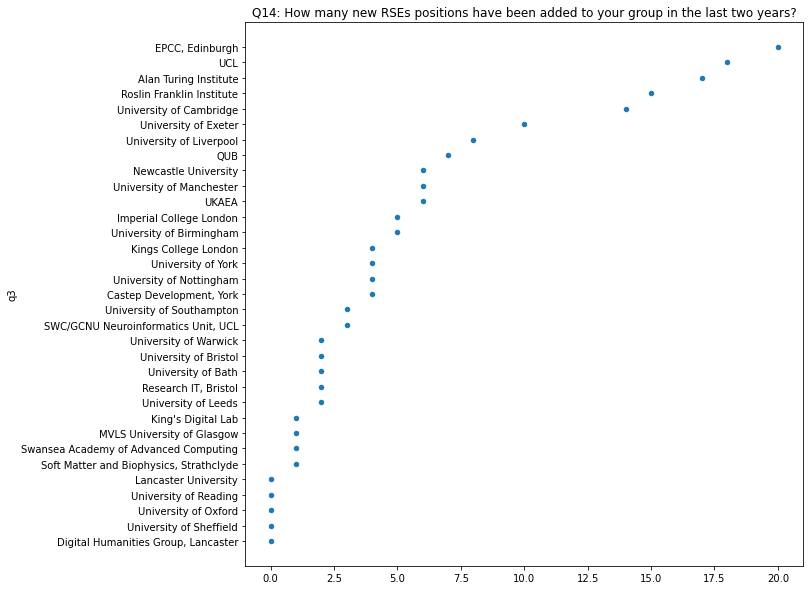 Q14: How many new RSEs positions have been added to your group in the last two years?
EPCC, Edinburgh
UCL
Alan Turing Institute
Roslin Franklin Institute
University of Cambridge
University of Exeter
University of Liverpool
QUB
Newcastle University
University of Manchester
UKAEA
Imperial College London
University of Birmingham
Kings College London
University of York
University of Nottingham
Castep Development, York
University of Southampton
SWC/GCNU Neuroinformatics Unit, UCL
University of Warwick
University of Bristol
University of Bath
Research IT, Bristol
University of Leeds
King's Digital Lab
MVLS University of Glasgow
Swansea Academy of Advanced Computing
Soft Matter and Biophysics, Strathclyde
Lancaster University
University of Reading
University of Oxford
University of Sheffield
Digital Humanities Group, Lancaster
q3
0.0 2.5 5.0 7.5 10.0 12.5 15.0 17.5 20.0